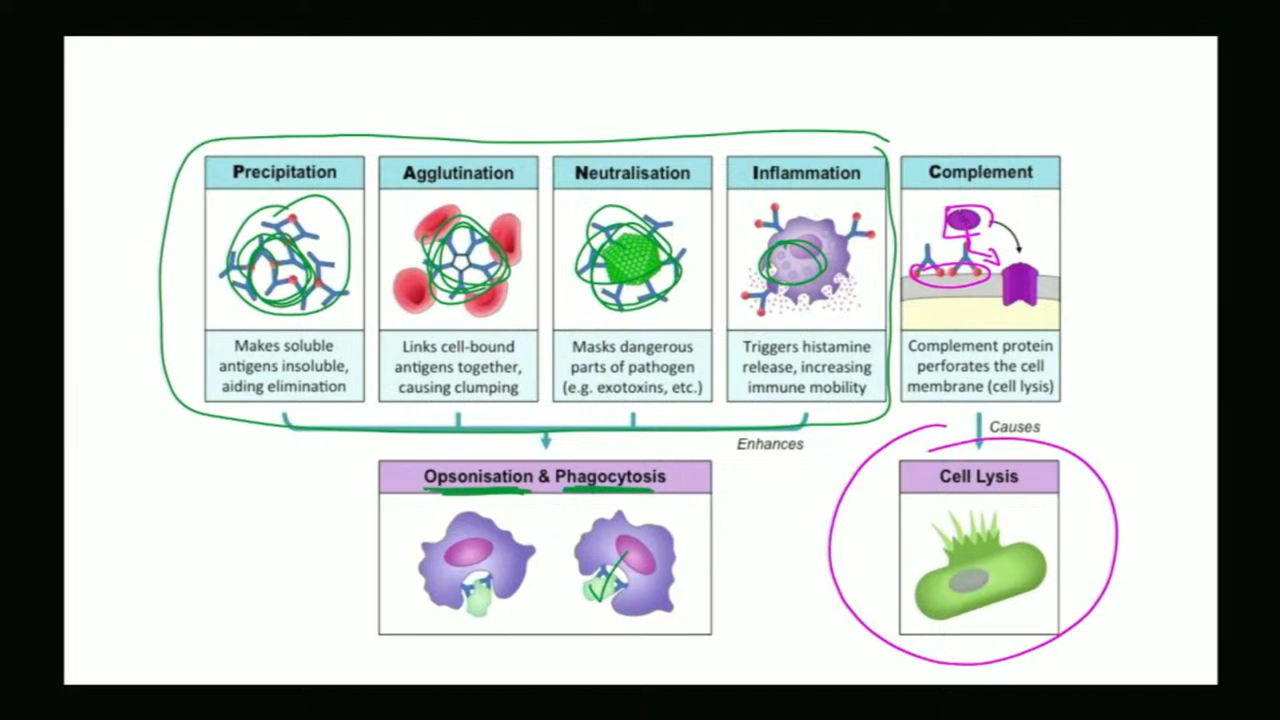 Precipitation
Agglutination
Neutralisation
Inflammation
Complement
Makes soluble
antigens insoluble,
aiding elimination
Links cell-bound
antigens together,
causing clumping
Masks dangerous
parts of pathogen
(e.g. exotoxins, etc.)
Triggers histamine
release, increasing
immune mobility
Complement protein
perforates the cell
membrane (cell lysis)
Enhances
Causes
Opsonisation & Phagocytosis
Cell Lysis